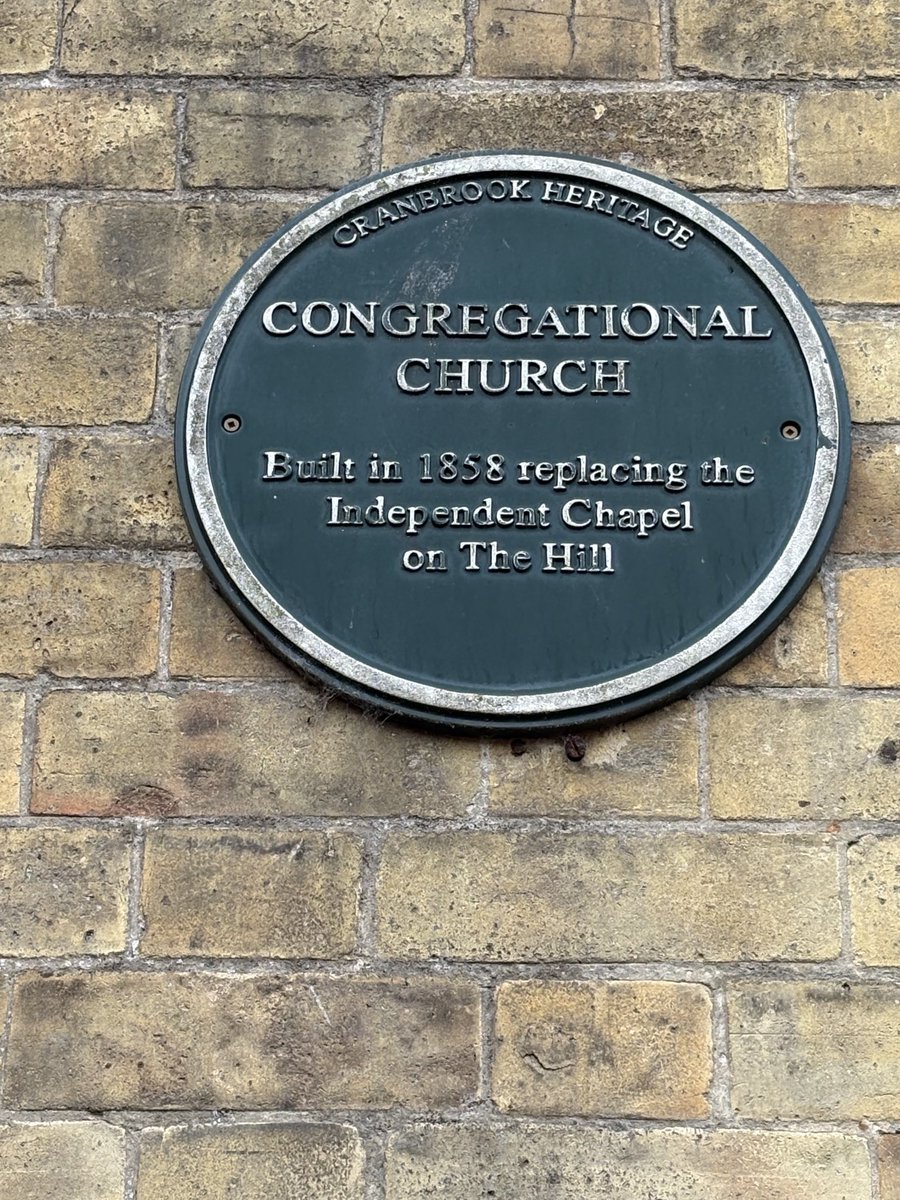 CRANBROOK HERITAGE
CONGREGATIONAL
CHURCH
Built in 1858 replacing the
Independent Chapel
on The Hill